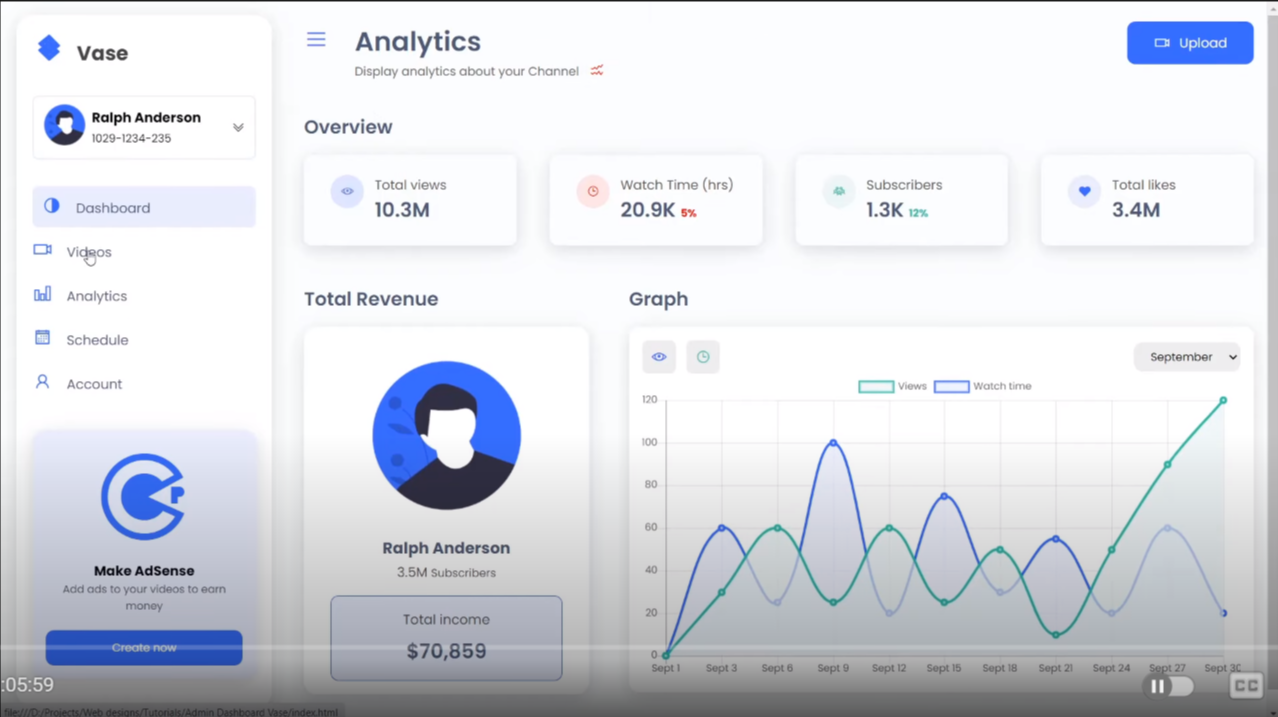 Vase
Ralph Anderson
1029-1234-235
Dashboard
Videos
Analytics
Schedule
Account
Make AdSense
Add ads to your videos to earn
money
Create now
Analytics
Display analytics about your Channel
Upload
Overview
Total views
10.3M
Watch Time (hrs)
20.9K 5%
Subscribers
1.3K 12%
Total likes
3.4M
Total Revenue
Ralph Anderson
3.5M Subscribers
Total income
$70,859
Graph
September
Views Watch time
120
100
80
60
40
20
0
Sept 1 Sept 3 Sept 6 Sept 9 Sept 12 Sept 15 Sept 18 Sept 21 Sept 24 Sept 27 Sept 30
:05:59
CC
file:///D:/Projects/Web designs/Tutorials/Admin Dashboard Vase/index.html